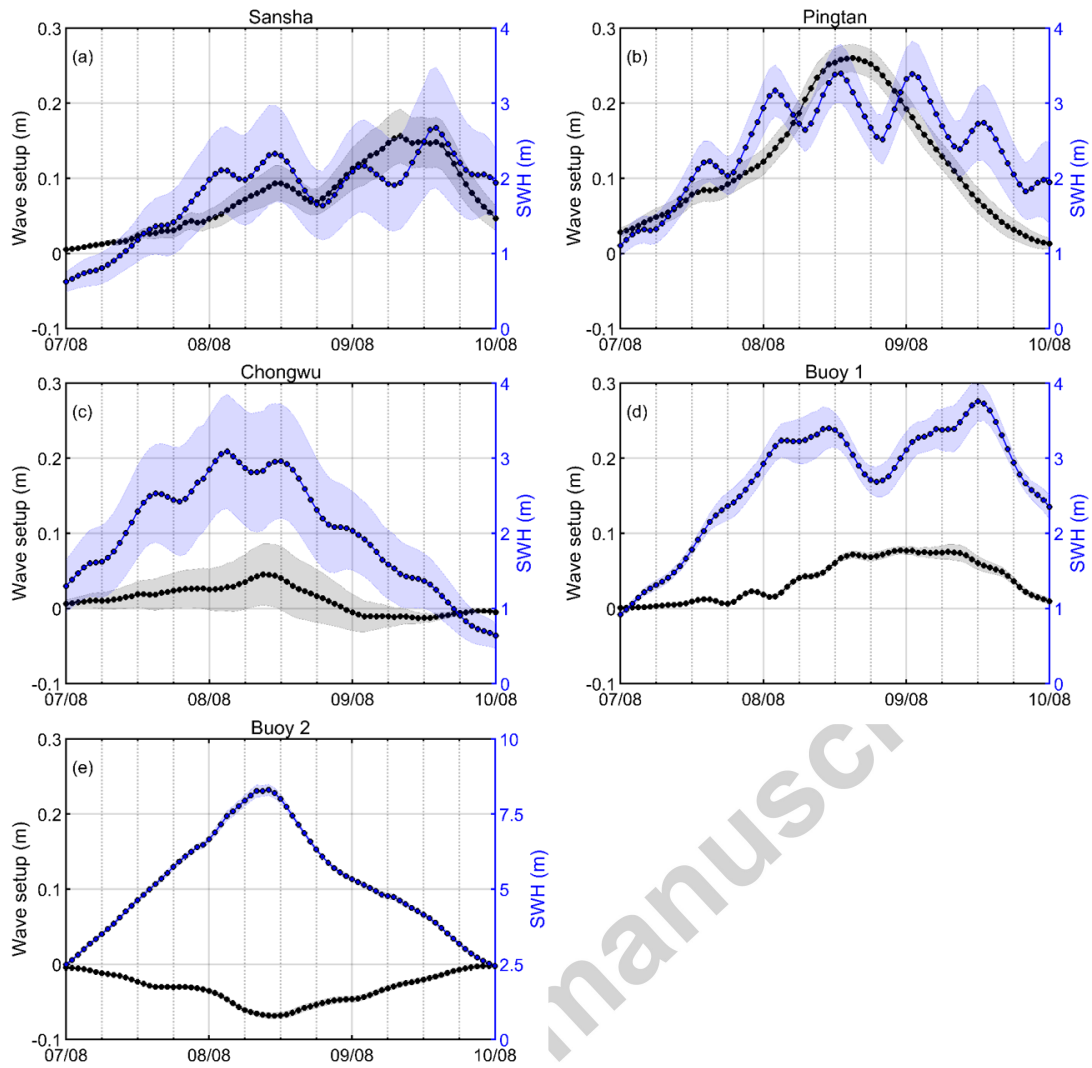 Sansha
(a)
Wave setup (m)
0.3
0.2
0.1
0
-0.1
SWH (m)
4
3
2
1
0
07/08 08/08 09/08 10/08
Pingtan
(b)
Wave setup (m)
0.3
0.2
0.1
0
-0.1
SWH (m)
4
3
2
1
0
07/08 08/08 09/08 10/08
Chongwu
(c)
Wave setup (m)
0.3
0.2
0.1
0
-0.1
SWH (m)
4
3
2
1
0
07/08 08/08 09/08 10/08
Buoy 1
(d)
Wave setup (m)
0.3
0.2
0.1
0
-0.1
SWH (m)
4
3
2
1
0
07/08 08/08 09/08 10/08
Buoy 2
(e)
Wave setup (m)
0.3
0.2
0.1
0
-0.1
SWH (m)
10
7.5
5
2.5
0
07/08 08/08 09/08 10/08